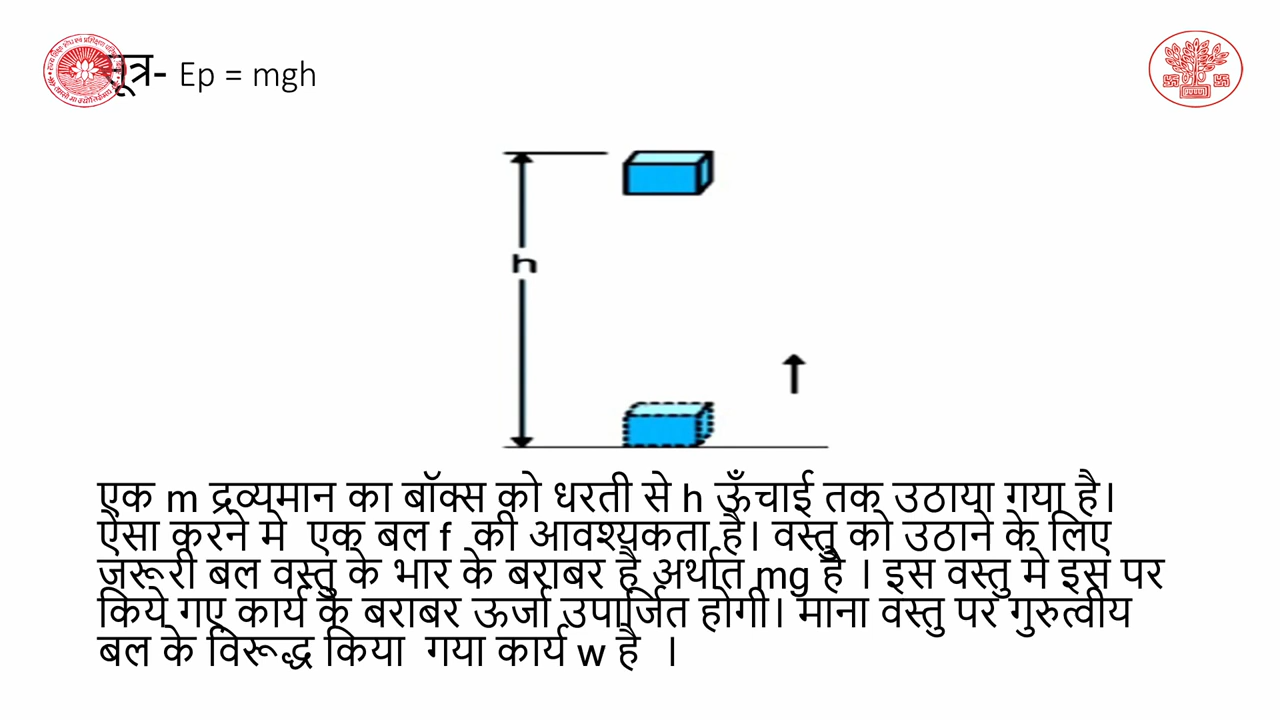 सूत्र- Ep = mgh
h
एक m द्रव्यमान का बॉक्स को धरती से h ऊँचाई तक उठाया गया है।
ऐसा करने मे एक बल f की आवश्यकता है। वस्तु को उठाने के लिए
जरूरी बल वस्तु के भार के बराबर है अर्थात mg है । इस वस्तु मे इस पर
किये गए कार्य के बराबर ऊर्जा उपार्जित होगी। माना वस्तु पर गुरुत्वीय
बल के विरूद्ध किया गया कार्य w है ।